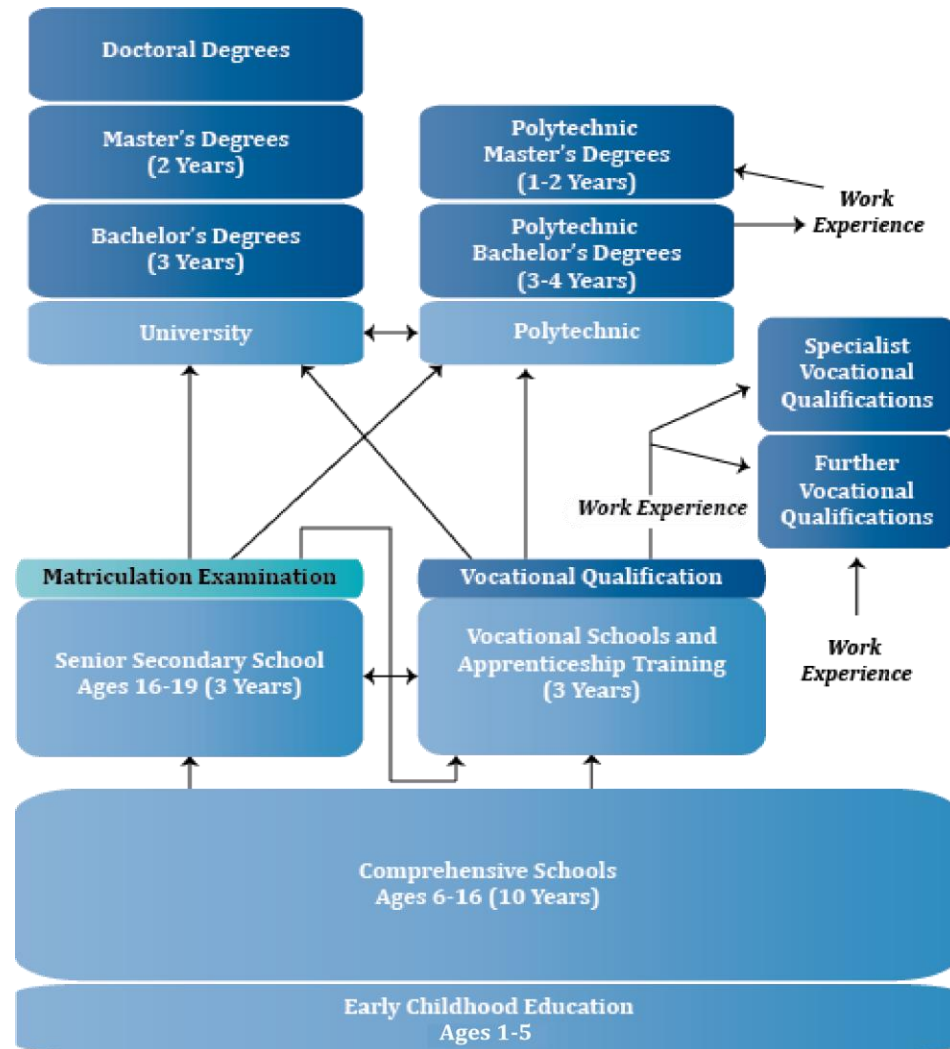 Doctoral Degrees
Master's Degrees
(2 Years)
Bachelor's Degrees
(3 Years)
University
Polytechnic
Master's Degrees
(1-2 Years)
Polytechnic
Bachelor's Degrees
(3-4 Years)
Polytechnic
Work
Experience
Specialist
Vocational
Qualifications
Further
Vocational
Qualifications
Work Experience
Work
Experience
Matriculation Examination
Senior Secondary School
Ages 16-19 (3 Years)
Vocational Qualification
Vocational Schools and
Apprenticeship Training
(3 Years)
Comprehensive Schools
Ages 6-16 (10 Years)
Early Childhood Education
Ages 1-5